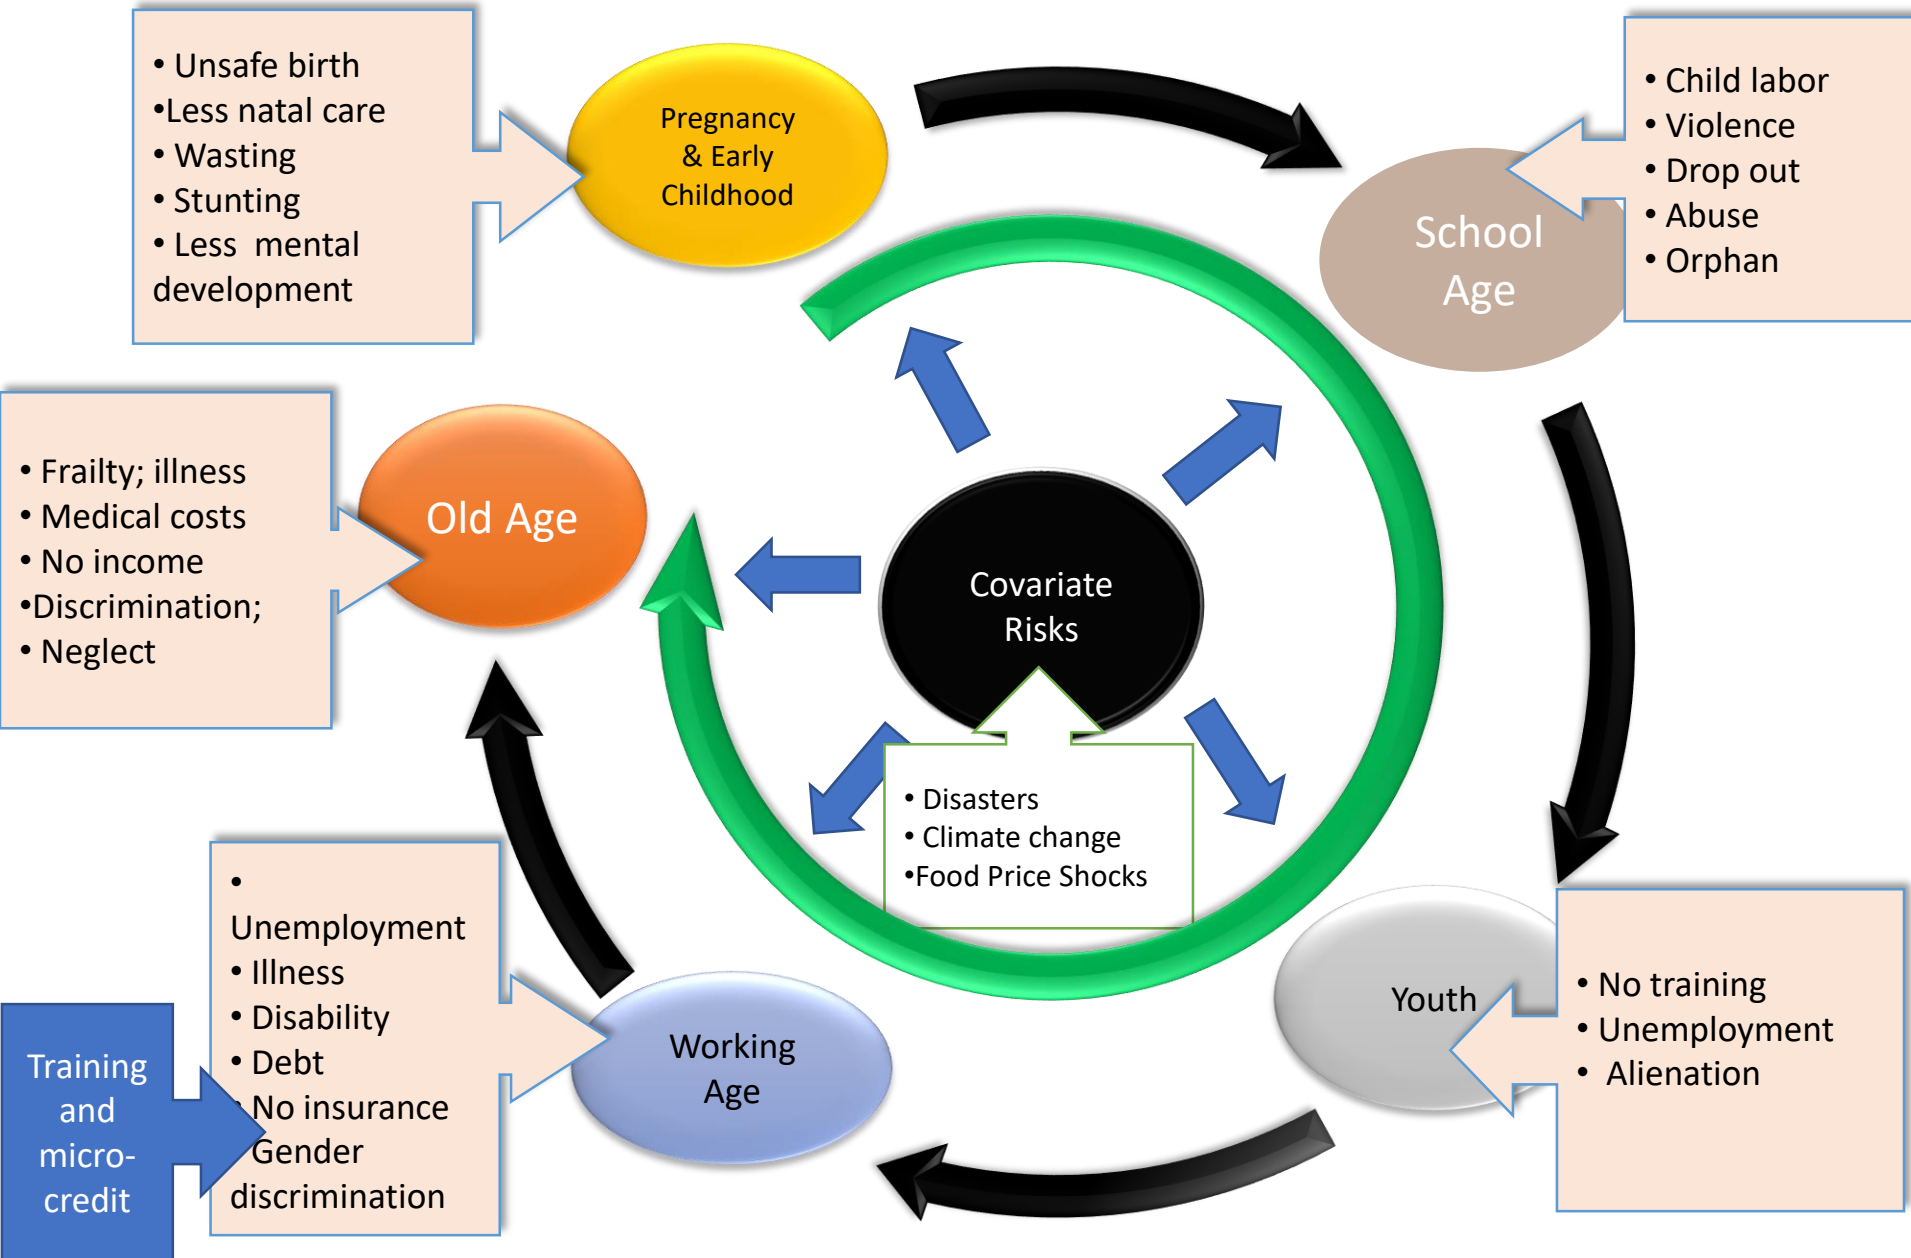 • Unsafe birth
•Less natal care
• Wasting
• Stunting
• Less  mental
development
Pregnancy
& Early
Childhood
School
Age
• Child labor
• Violence
• Drop out
• Abuse
• Orphan
• Frailty; illness
• Medical costs
• No income
•Discrimination;
• Neglect
Old Age
Covariate
Risks
• Disasters
• Climate change
•Food Price Shocks
Training
and
micro-
credit
•
Unemployment
• Illness
• Disability
• Debt
• No insurance
Gender
discrimination
Working
Age
Youth
• No training
• Unemployment
• Alienation